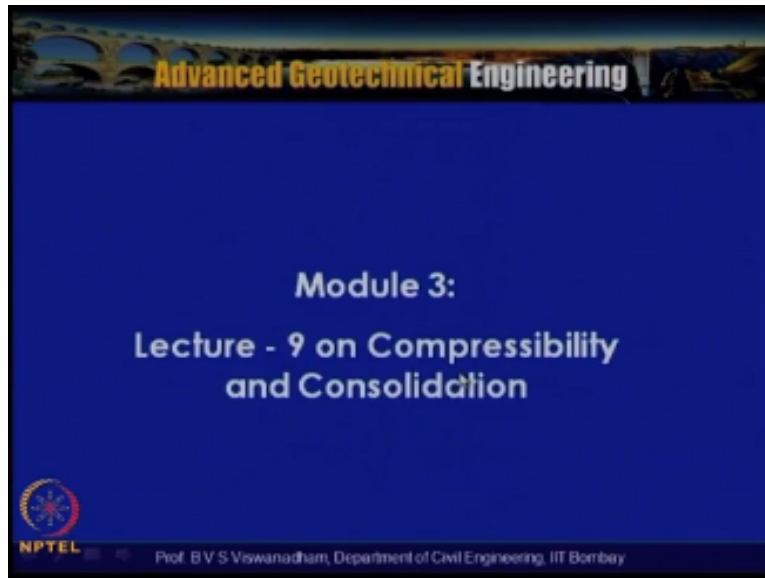 Advanced Geotechnical Engineering
Module 3:
Lecture - 9 on Compressibility
and Consolidation
NPTEL
Prof. B V S Viswanadham, Department of Civil Engineering, IIT Bombay